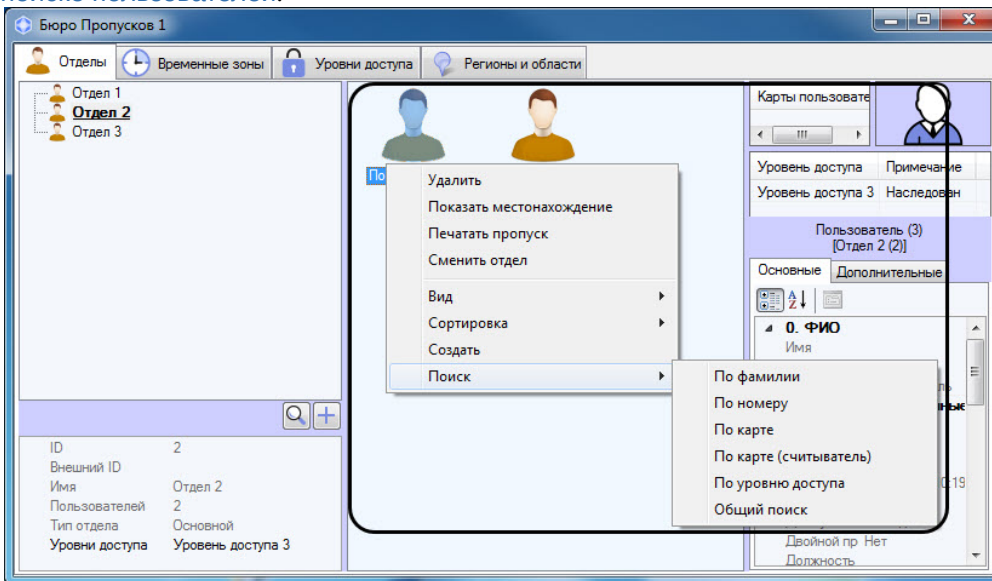 Бюро Пропусков 1
Отделы
Временные зоны
Уровни доступа
Регионы и области
Отдел 1
Отдел 2
Отдел 3
ID 2
Внешний ID
Имя Отдел 2
Пользователей 2
Тип отдела Основной
Уровни доступа Уровень доступа 3
По
Удалить
Показать местонахождение
Печатать пропуск
Сменить отдел
Вид
Сортировка
Создать
Поиск
По фамилии
По номеру
По карте
По карте (считыватель)
По уровню доступа
Общий поиск
Карты пользовате
Уровень доступа Примечание
Уровень доступа 3 Наследован
Пользователь (3)
[Отдел 2 (2)]
Основные Дополнительные
0. ФИО
Имя
Двойной пр Нет
Должность